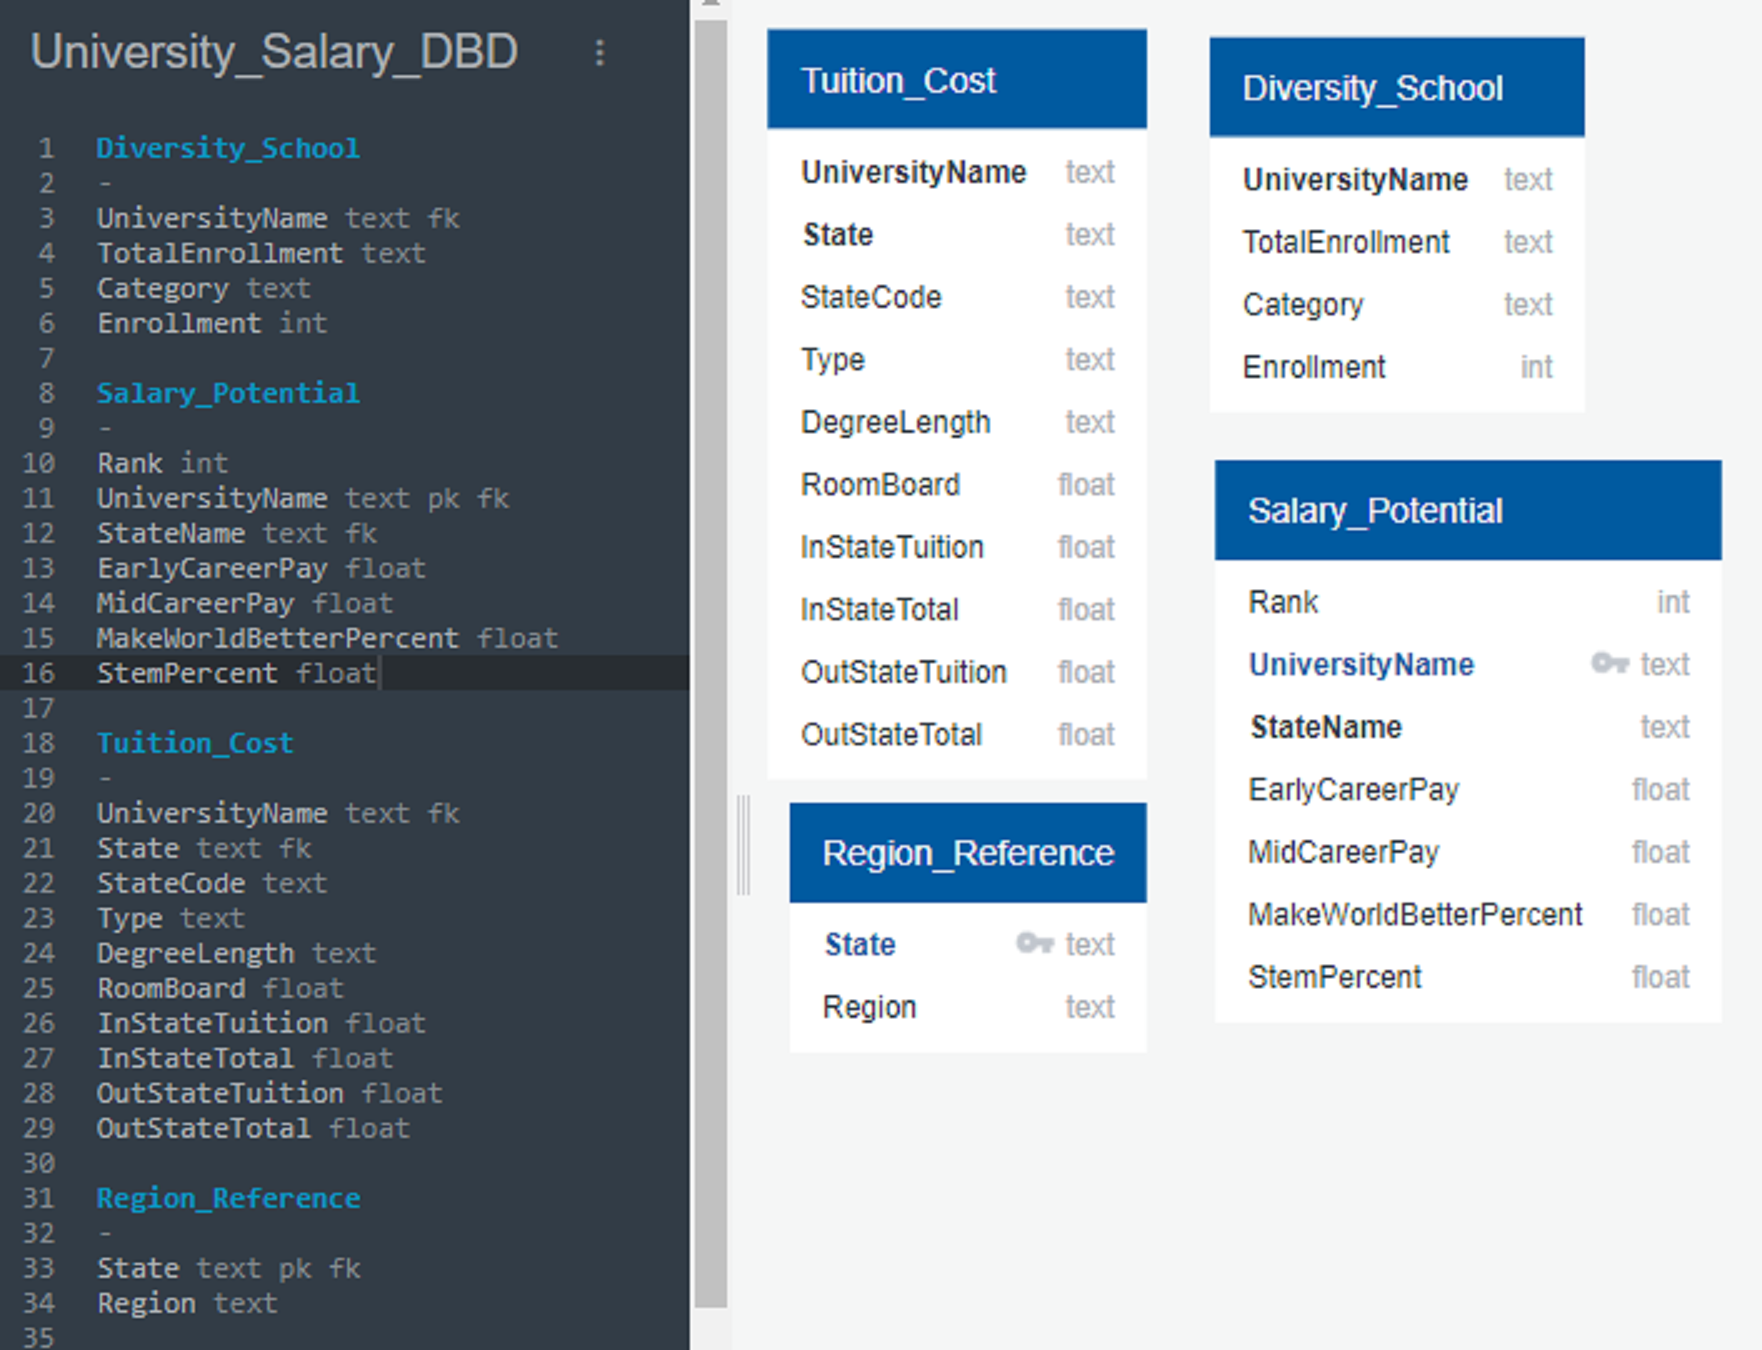 University_Salary_DBD
1 Diversity_School
2 -
3 UniversityName text fk
4 TotalEnrollment text
5 Category text
6 Enrollment int
7
8 Salary_Potential
9 -
10 Rank int
11 UniversityName text pk fk
12 StateName text fk
13 EarlyCareerPay float
14 MidCareerPay float
15 MakeWorldBetterPercent float
16 StemPercent float
17
18 Tuition_Cost
19 -
20 UniversityName text fk
21 State text fk
22 StateCode text
23 Type text
24 DegreeLength text
25 RoomBoard float
26 InStateTuition float
27 InStateTotal float
28 OutStateTuition float
29 OutStateTotal float
30
31 Region_Reference
32 -
33 State text pk fk
34 Region text
35
Tuition_Cost
UniversityName text
State text
StateCode text
Type text
DegreeLength text
RoomBoard float
InStateTuition float
InStateTotal float
OutStateTuition float
OutStateTotal float
Region_Reference
State text
Region text
Diversity_School
UniversityName text
TotalEnrollment text
Category text
Enrollment int
Salary_Potential
Rank int
UniversityName text
StateName text
EarlyCareerPay float
MidCareerPay float
MakeWorldBetterPercent float
StemPercent float